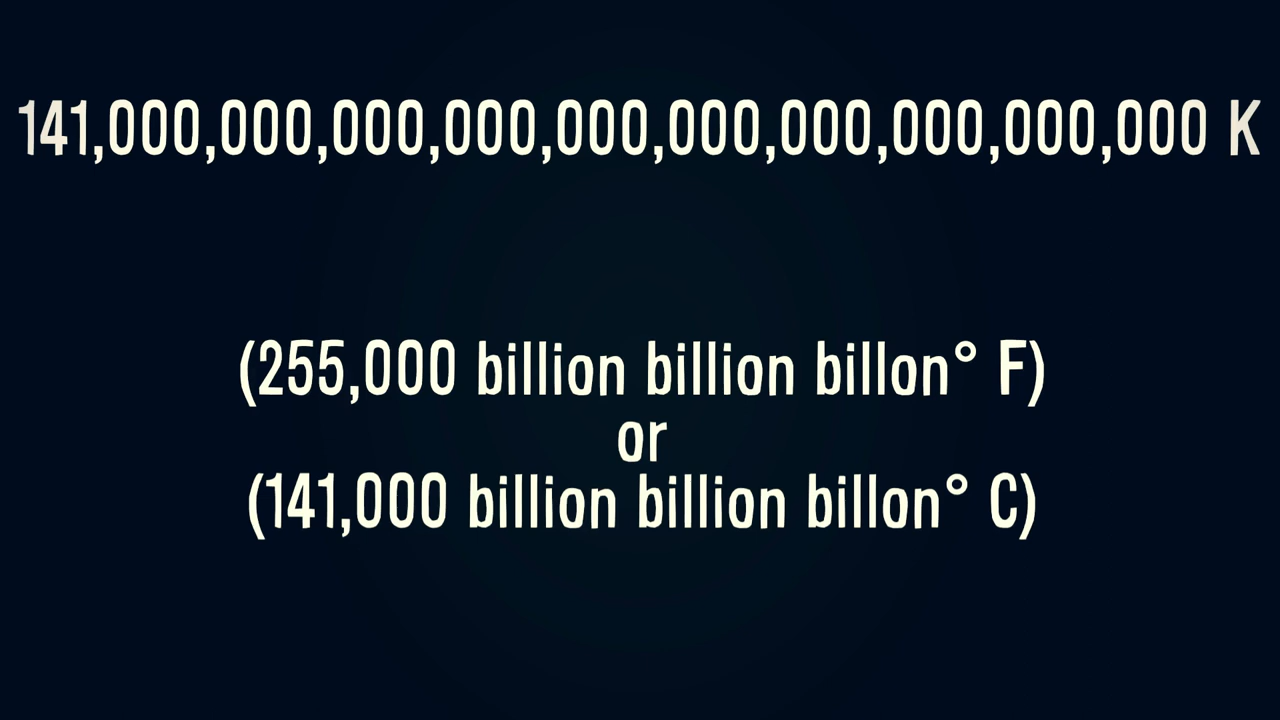 141,000,000,000,000,000,000,000,000,000,000 K
(255,000 billion billion billon° F)
or
(141,000 billion billion billon° C)